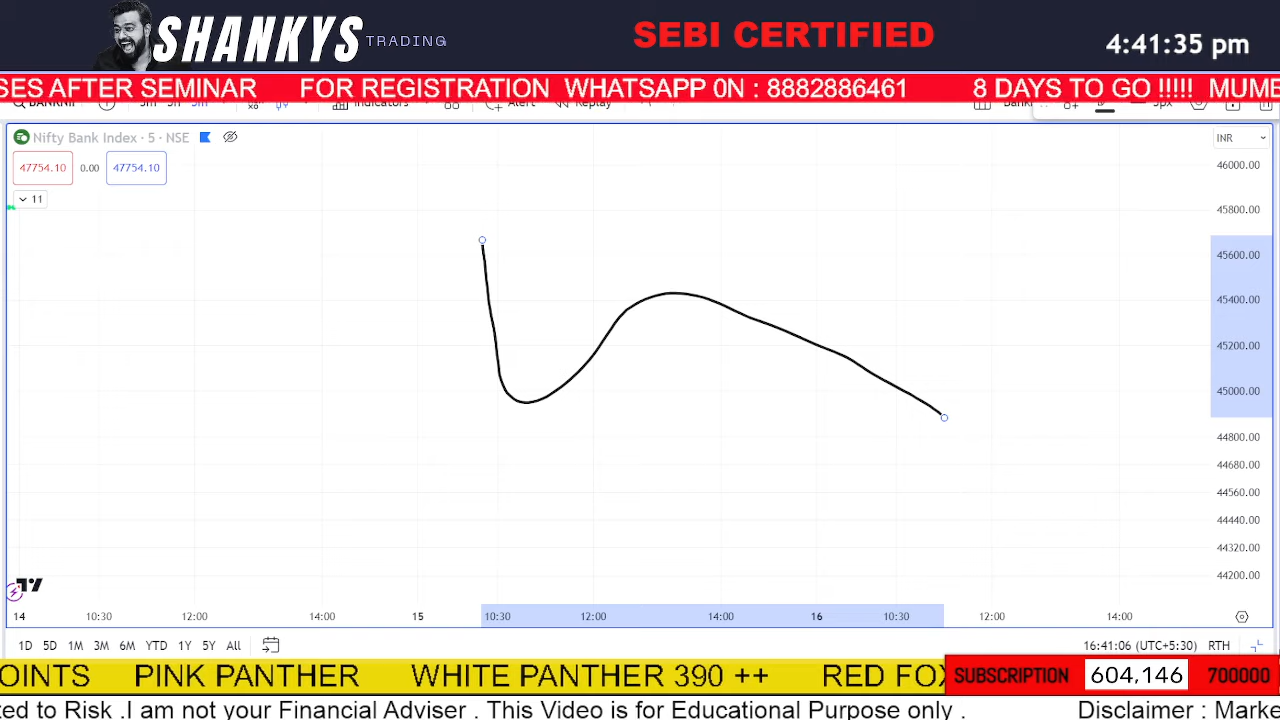 SHANKYS TRADING
SEBI CERTIFIED
4:41:35 pm
SES AFTER SEMINAR FOR REGISTRATION WHATSAPP 0N : 8882886461 8 DAYS TO GO !!!!! MUMB
Indicators Alert Replay
Nifty Bank Index · 5 · NSE
INR
47754.10 0.00 47754.10
11
46000.00
45800.00
45600.00
45400.00
45200.00
45000.00
44800.00
44680.00
44560.00
44440.00
44320.00
44200.00
14 10:30 12:00 14:00 15 10:30 12:00 14:00 16 10:30 12:00 14:00
1D 5D 1M 3M 6M YTD 1Y 5Y All
16:41:06 (UTC+5:30) RTH
OINTS PINK PANTHER WHITE PANTHER 390 ++ RED FOX
SUBSCRIPTION 604,146 700000
ted to Risk .I am not your Financial Adviser . This Video is for Educational Purpose only . Disclaimer : Marke